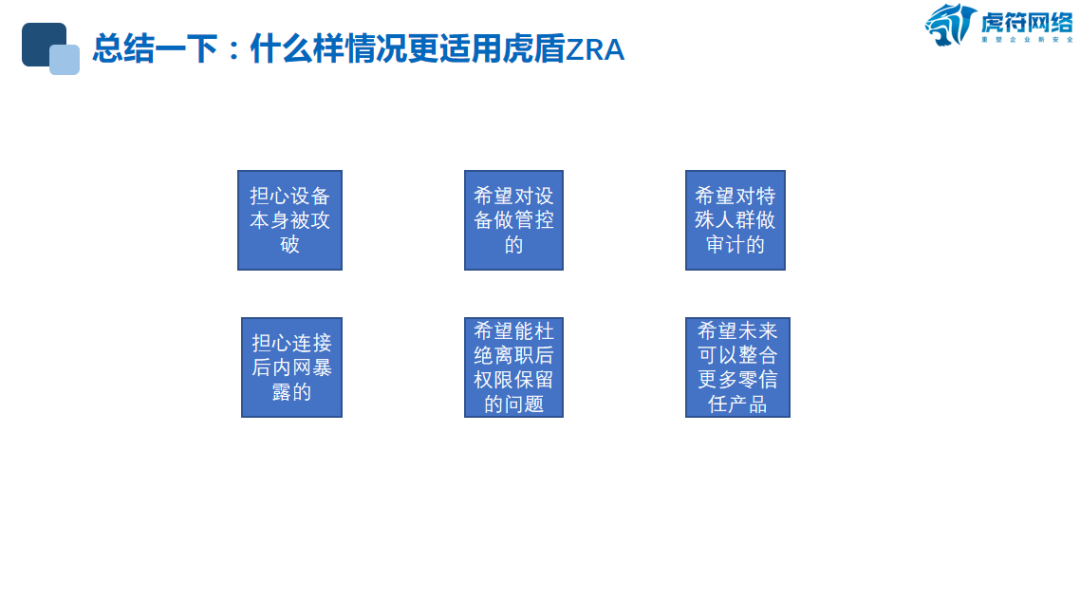 总结一下：什么样情况更适用虎盾ZRA
虎符网络
重塑企业新安全
担心设备
本身被攻
破
希望对设
备做管控
的
希望对特
殊人群做
审计的
担心连接
后内网暴
露的
希望能杜
绝离职后
权限保留
的问题
希望未来
可以整合
更多零信
任产品